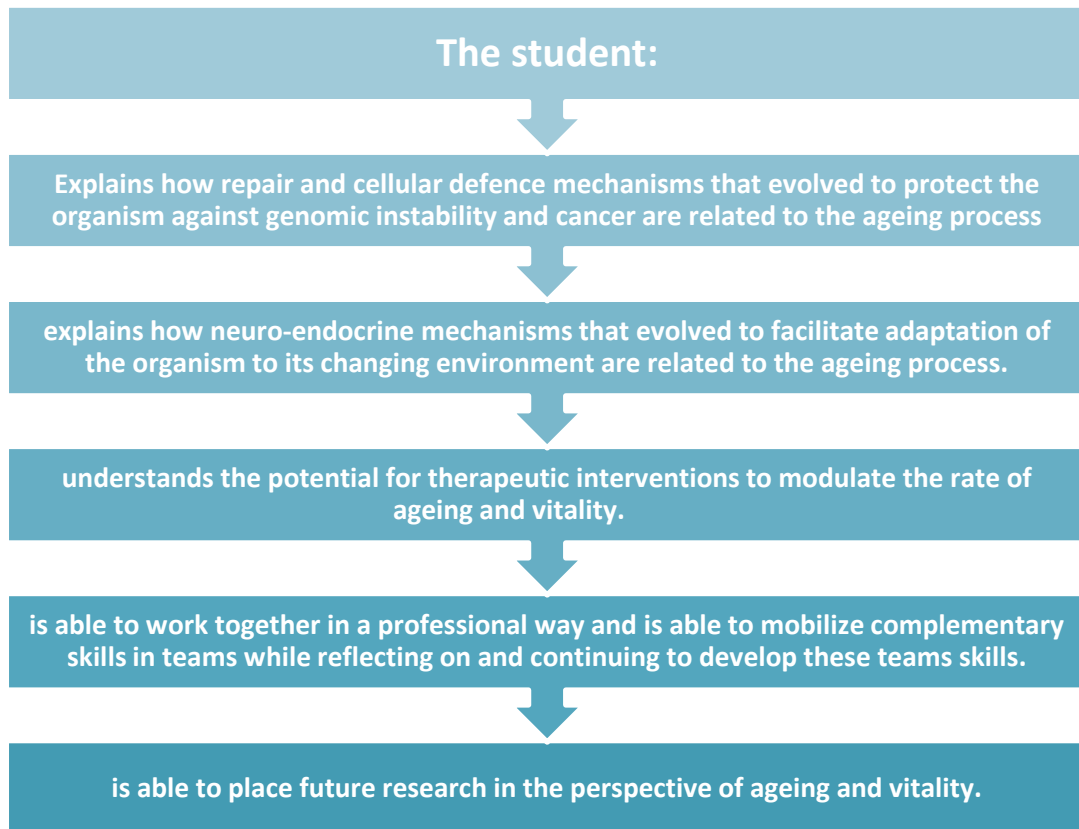 The student:
Explains how repair and cellular defence mechanisms that evolved to protect the
organism against genomic instability and cancer are related to the ageing process
explains how neuro-endocrine mechanisms that evolved to facilitate adaptation of
the organism to its changing environment are related to the ageing process.
understands the potential for therapeutic interventions to modulate the rate of
ageing and vitality.
is able to work together in a professional way and is able to mobilize complementary
skills in teams while reflecting on and continuing to develop these teams skills.
is able to place future research in the perspective of ageing and vitality.